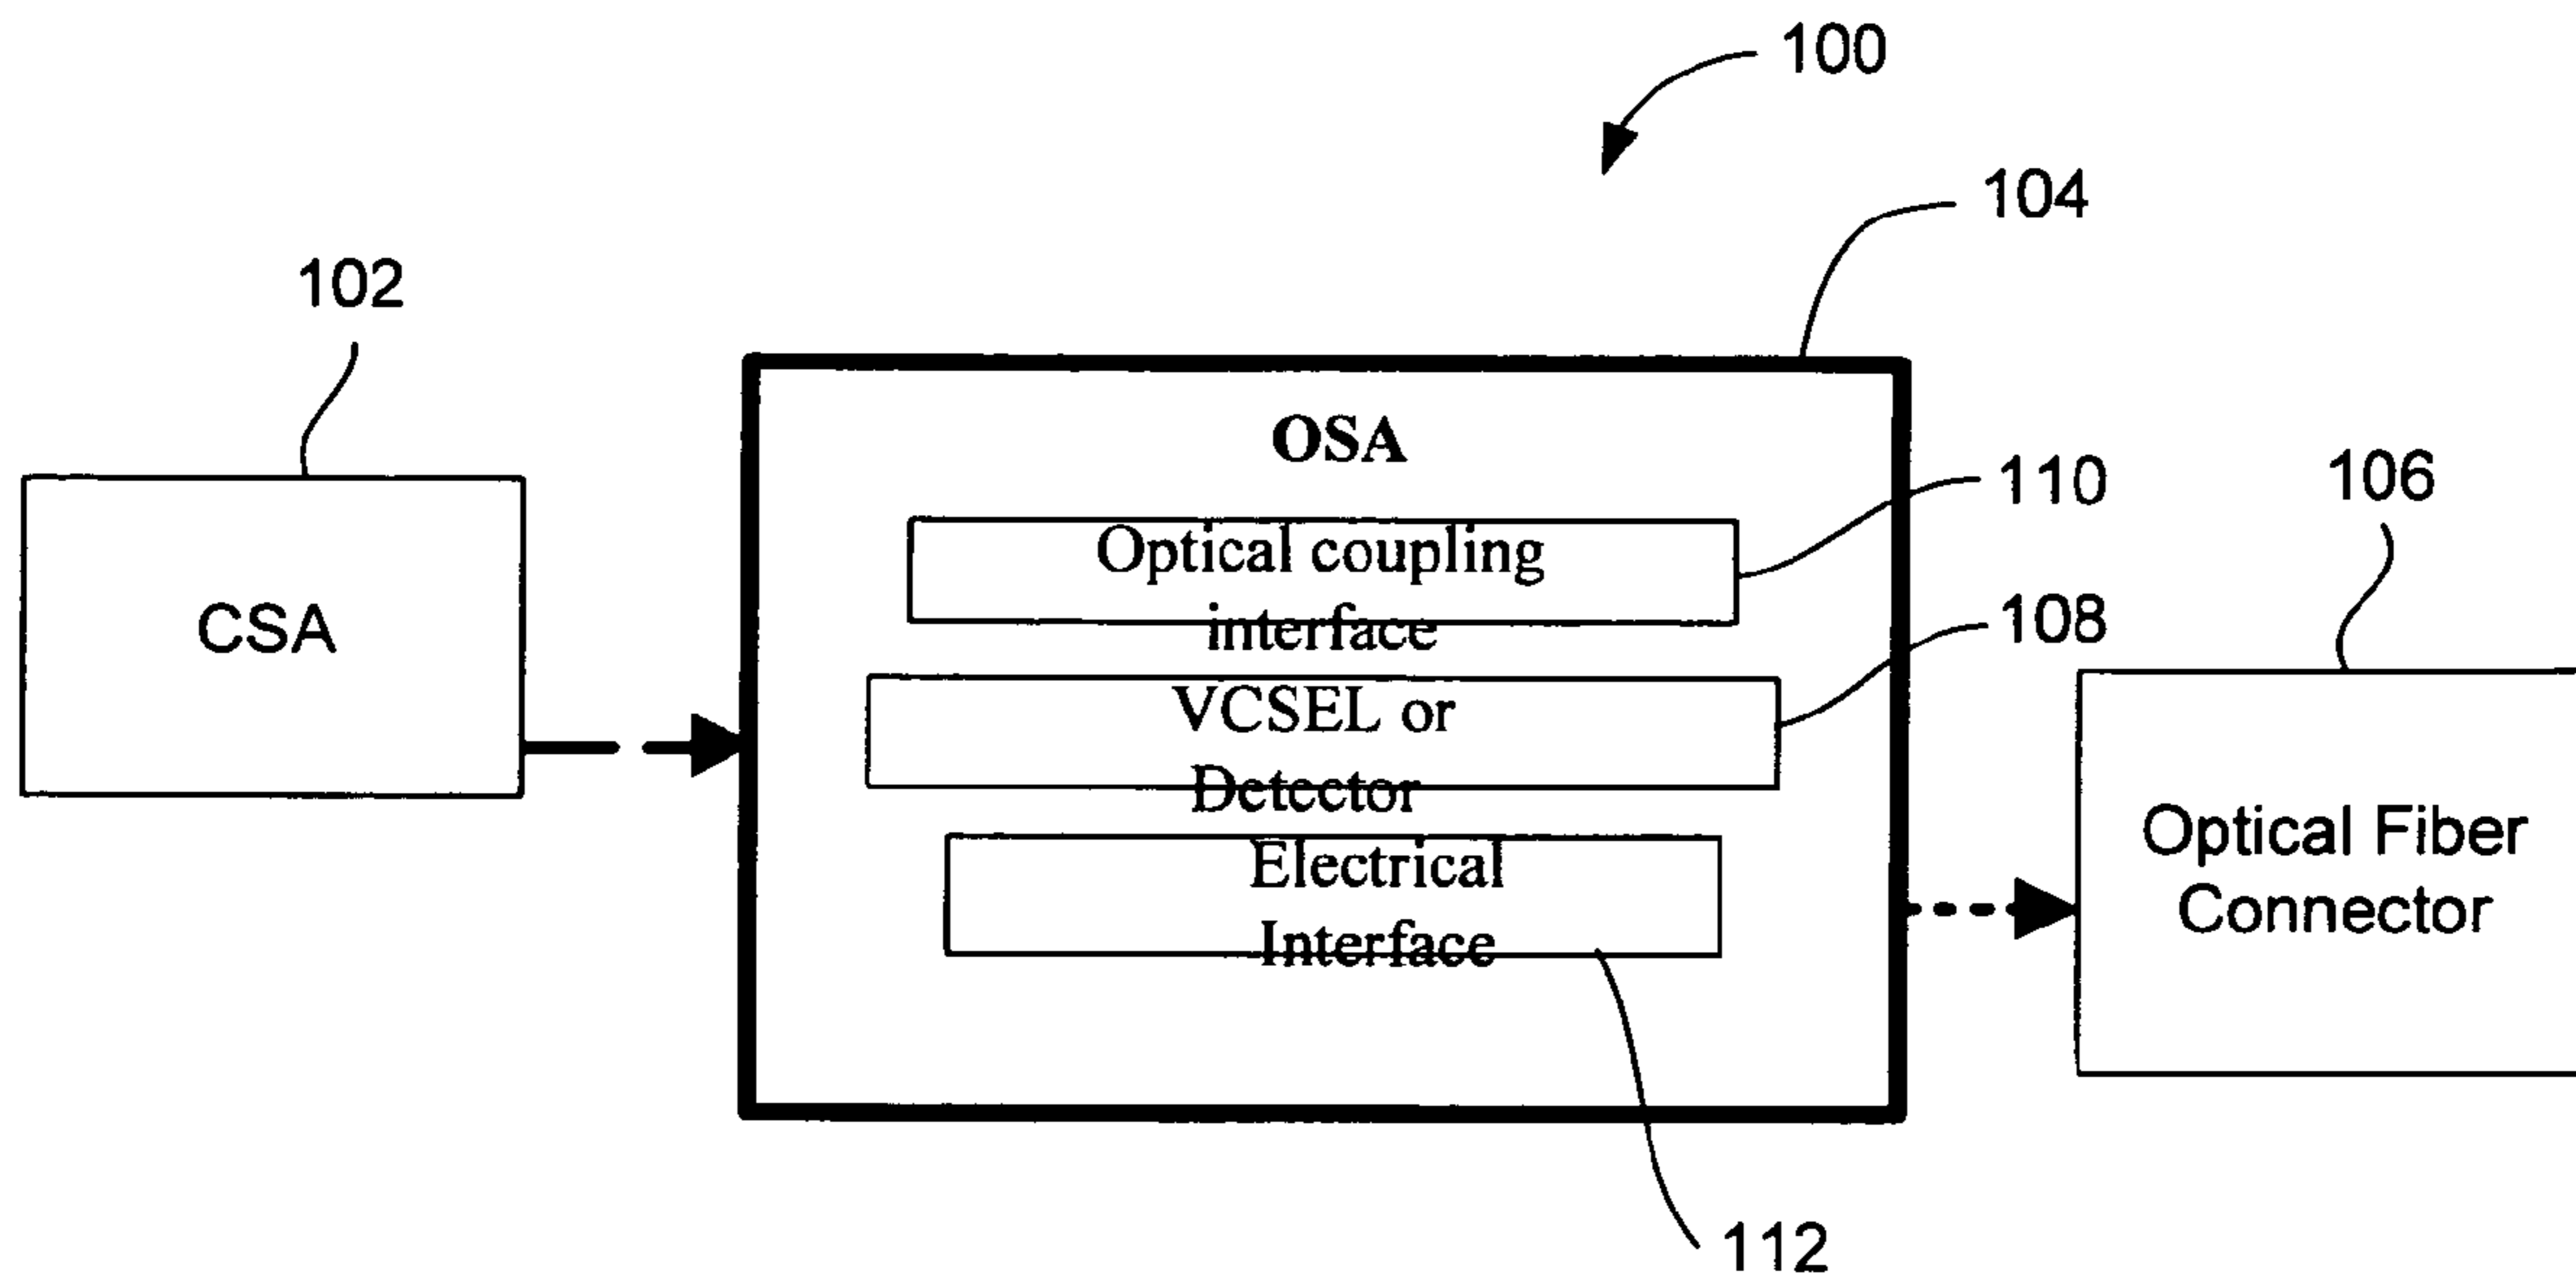 100
104
102
OSA
110
106
Optical coupling
interface
CSA
108
VCSEL or
Detector
Optical Fiber
Connector
Electrical
Interface
112